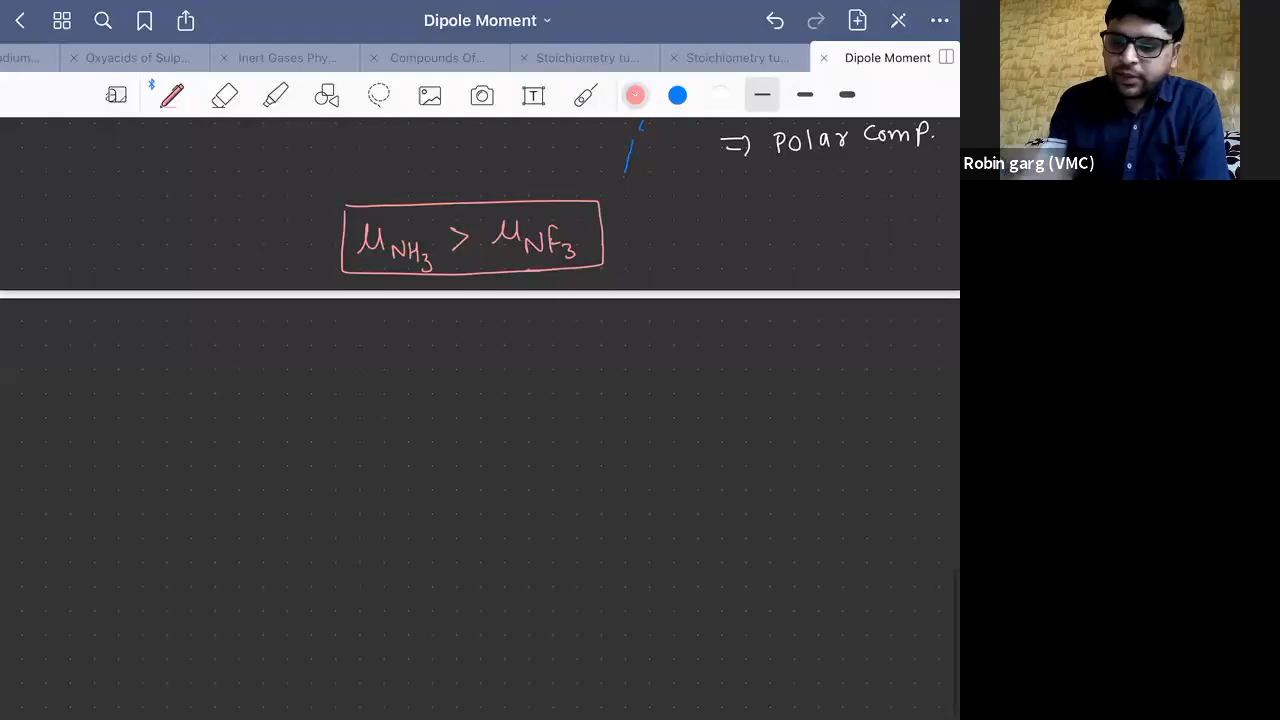 Dipole Moment
odium...
Oxyacids of Sulp...
Inert Gases Phy...
Compounds Of...
Stoichiometry tu...
Stoichiometry tu...
Dipole Moment
T
⇒ Polar Comp.
μNH₃ > μNF₃
Robin garg (VMC)